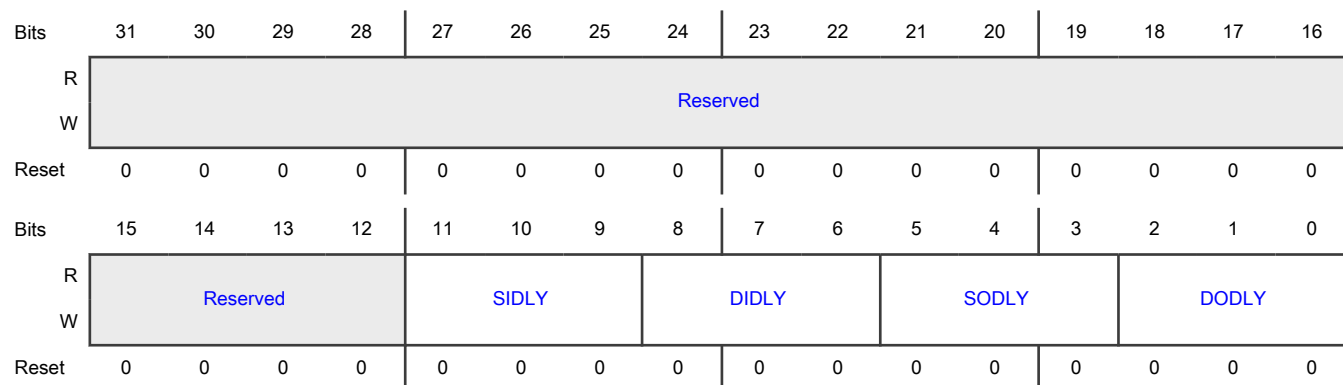 Bits 31 30 29 28 27 26 25 24 23 22 21 20 19 18 17 16
R
Reserved
W
Reset 0 0 0 0 0 0 0 0 0 0 0 0 0 0 0 0
Bits 15 14 13 12 11 10 9 8 7 6 5 4 3 2 1 0
R
Reserved SIDLY DIDLY SODLY DODLY
W
Reset 0 0 0 0 0 0 0 0 0 0 0 0 0 0 0 0